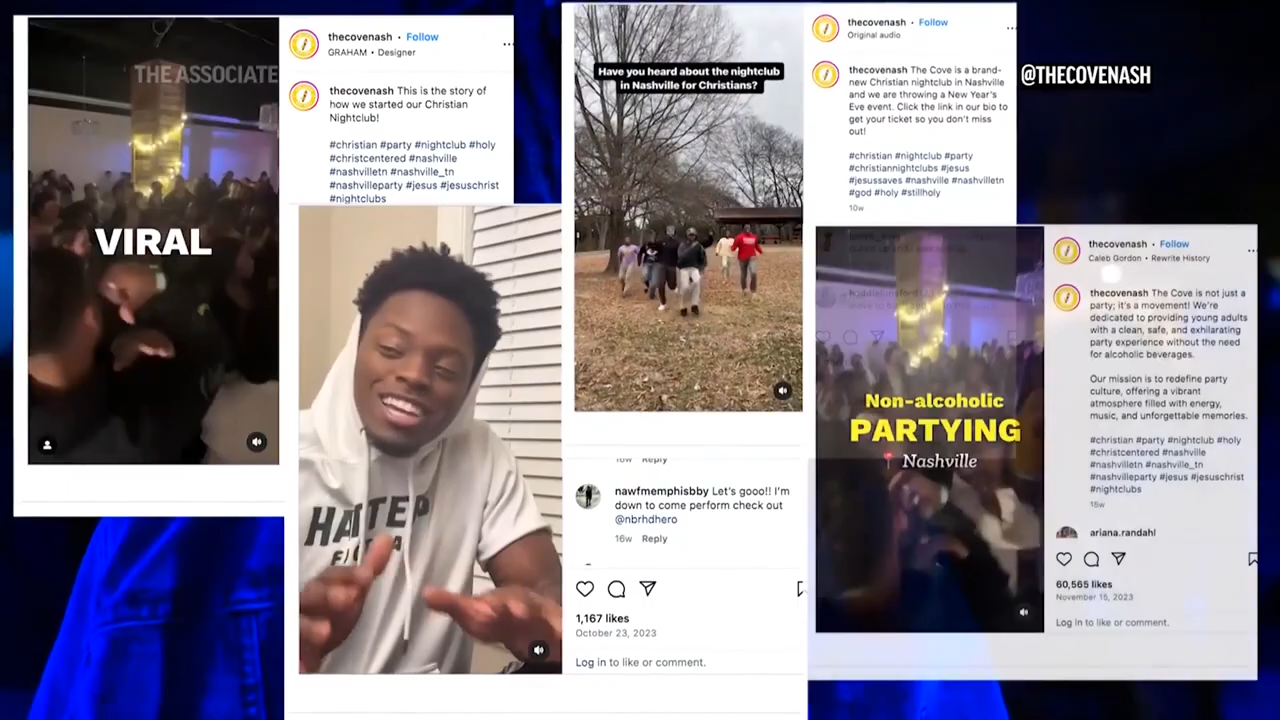 THE ASSOCIATE
VIRAL
thecovenash • Follow
GRAHAM • Designer
thecovenash This is the story of
how we started our Christian
Nightclub!
#christian #party #nightclub #holy
#christcentered #nashville
#nashvilletn #nashville_tn
#nashvilleparty #jesus #jesuschrist
#nightclubs
Have you heard about the nightclub
in Nashville for Christians?
thecovenash • Follow
Original audio
thecovenash The Cove is a brand-
new Christian nightclub in Nashville
and we are throwing a New Year's
Eve event. Click the link in our bio to
get your ticket so you don't miss
out!
#christian #nightclub #party
#christiannightclubs #jesus
#jesussaves #nashville #nashvilletn
#god #holy #stillholy
10w
@THECOVENASH
16w Reply
nawfmemphisbby Let's gooo!! I'm
down to come perform check out
@nbrhdhero
16w Reply
1,167 likes
October 23, 2023
Log in to like or comment.
Non-alcoholic
PARTYING
Nashville
thecovenash • Follow
Caleb Gordon • Rewrite History
thecovenash The Cove is not just a
party; it's a movement! We're
dedicated to providing young adults
with a clean, safe, and exhilarating
party experience without the need
for alcoholic beverages.
Our mission is to redefine party
culture, offering a vibrant
atmosphere filled with energy,
music, and unforgettable memories.
#christian #party #nightclub #holy
#christcentered #nashville
#nashvilletn #nashville_tn
#nashvilleparty #jesus #jesuschrist
#nightclubs
15w
ariana.randahl
60,565 likes
November 15, 2023
Log in to like or comment.